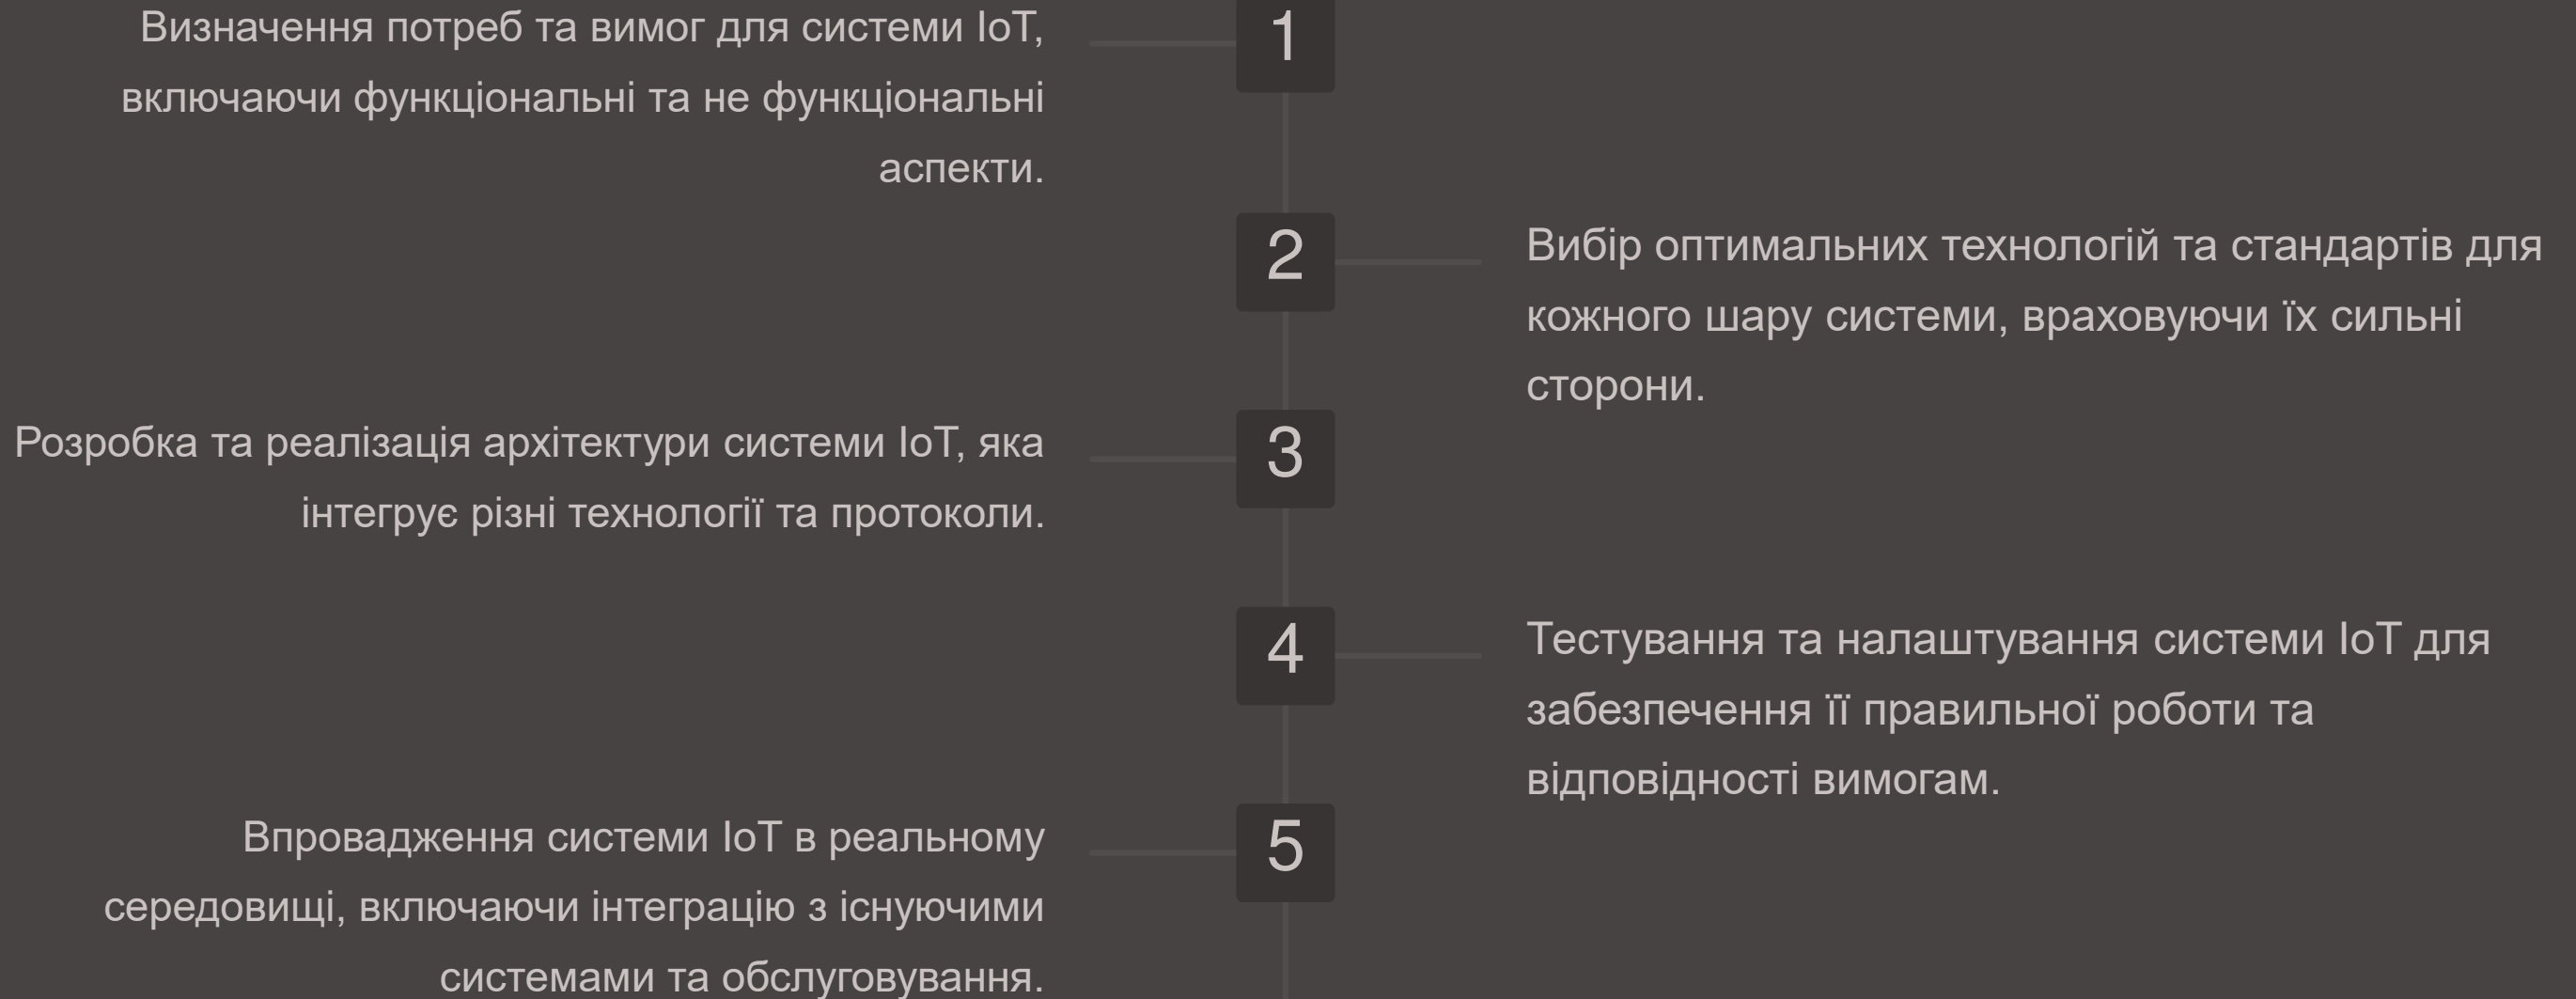 1
Визначення потреб та вимог для системи IoT,
включаючи функціональні та не функціональні
аспекти.
2
Вибір оптимальних технологій та стандартів для
кожного шару системи, враховуючи їх сильні
сторони.
3
Розробка та реалізація архітектури системи IoT, яка
інтегрує різні технології та протоколи.
4
Тестування та налаштування системи IoT для
забезпечення її правильної роботи та
відповідності вимогам.
5
Впровадження системи IoT в реальному
середовищі, включаючи інтеграцію з існуючими
системами та обслуговування.